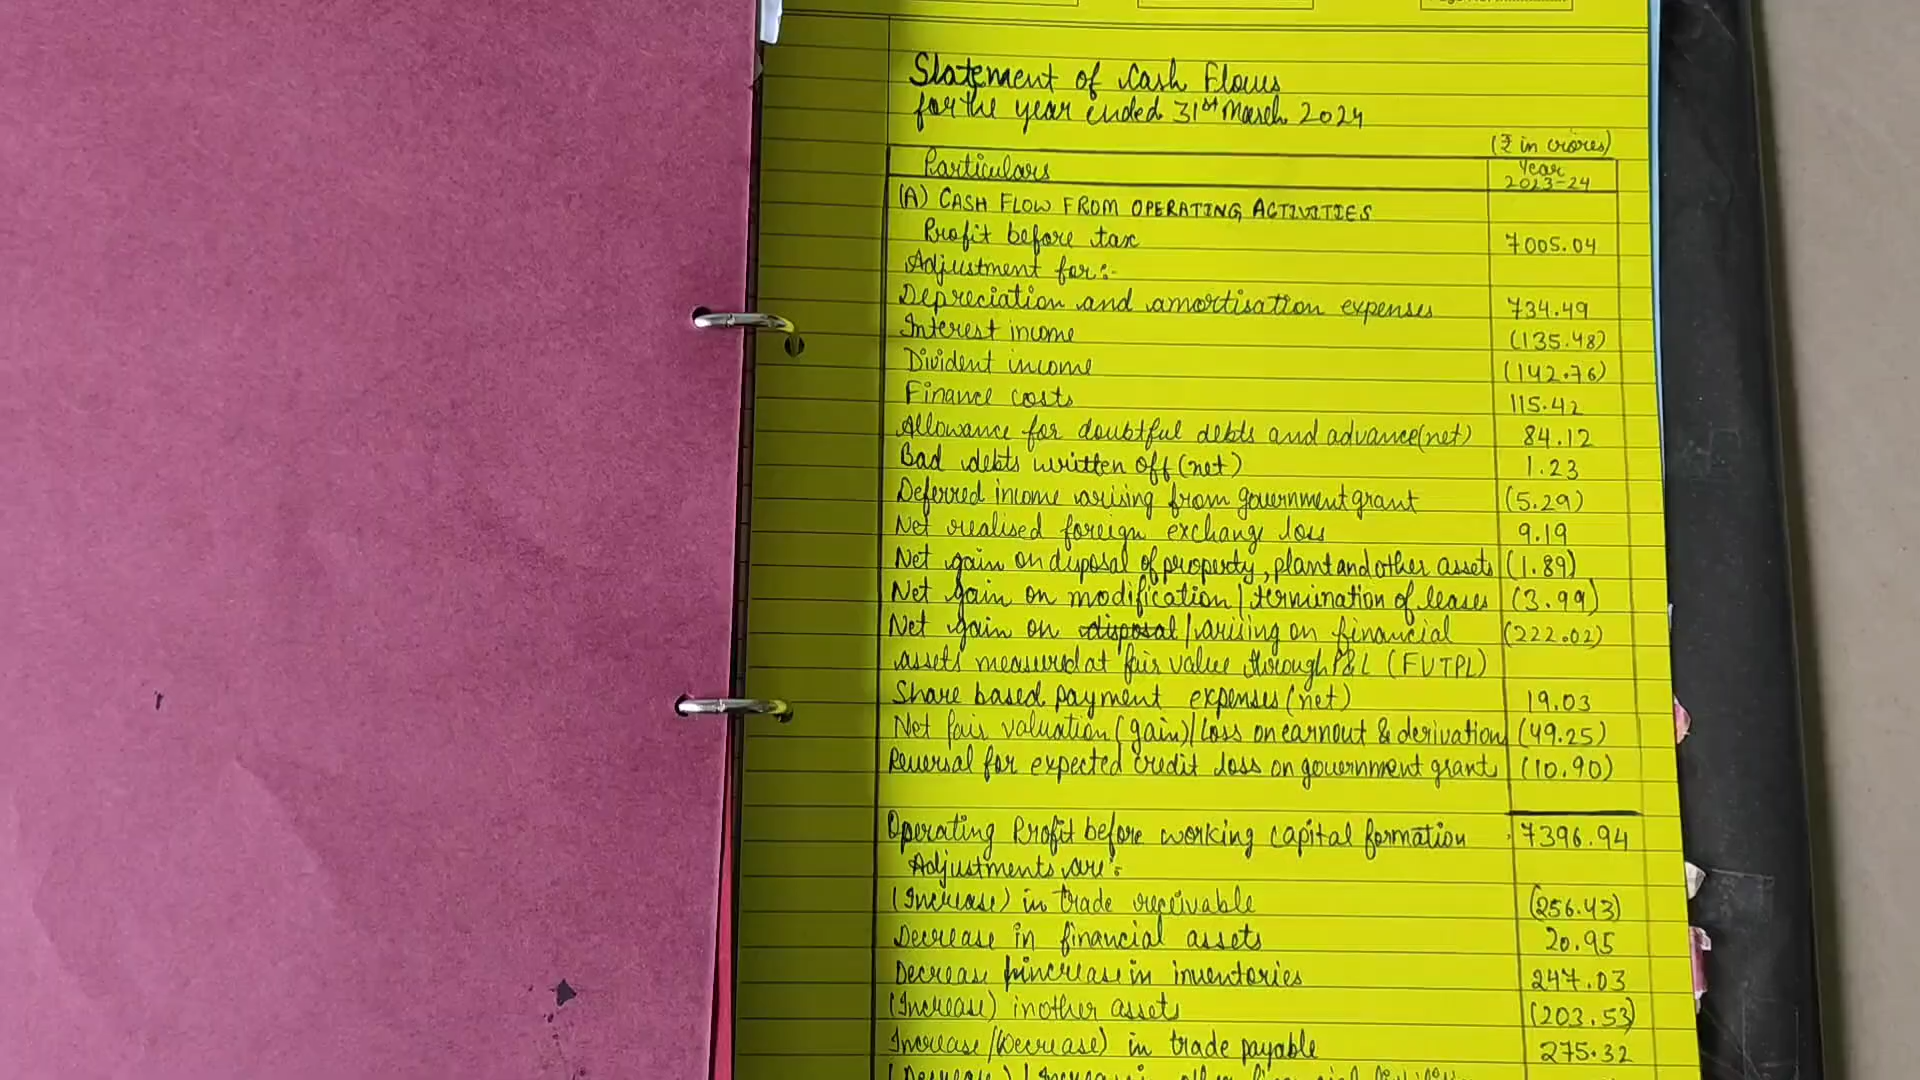 Statement of Cash Flows
for the year ended 31st March 2024
(₹ in crores)
Particulars Year 2023-24
(A) CASH FLOW FROM OPERATING ACTIVITIES
Profit before tax 7005.04
Adjustment for:-
Depreciation and amortisation expenses 734.49
Interest income (135.48)
Divident income (142.76)
Finance costs 115.42
Allowance for doubtful debts and advance(net) 84.12
Bad debts written off (net) 1.23
Deferred income arising from government grant (5.29)
Net realised foreign exchange loss 9.19
Net gain on disposal of property, plant and other assets (1.89)
Net gain on modification / termination of leases (3.99)
Net gain on disposal / arising on financial (222.02)
assets measured at fair value through P&L (FVTPL)
Share based payment expenses (net) 19.03
Net fair valuation (gain)/loss on earnout & derivation (49.25)
Reversal for expected credit loss on government grants (10.90)
Operating Profit before working capital formation 7396.94
Adjustments are:
(Increase) in trade receivable (256.43)
Decrease in financial assets 20.95
Decrease increase in inventories 247.03
(Increase) in other assets (203.53)
Increase/(Decrease) in trade payable 275.32